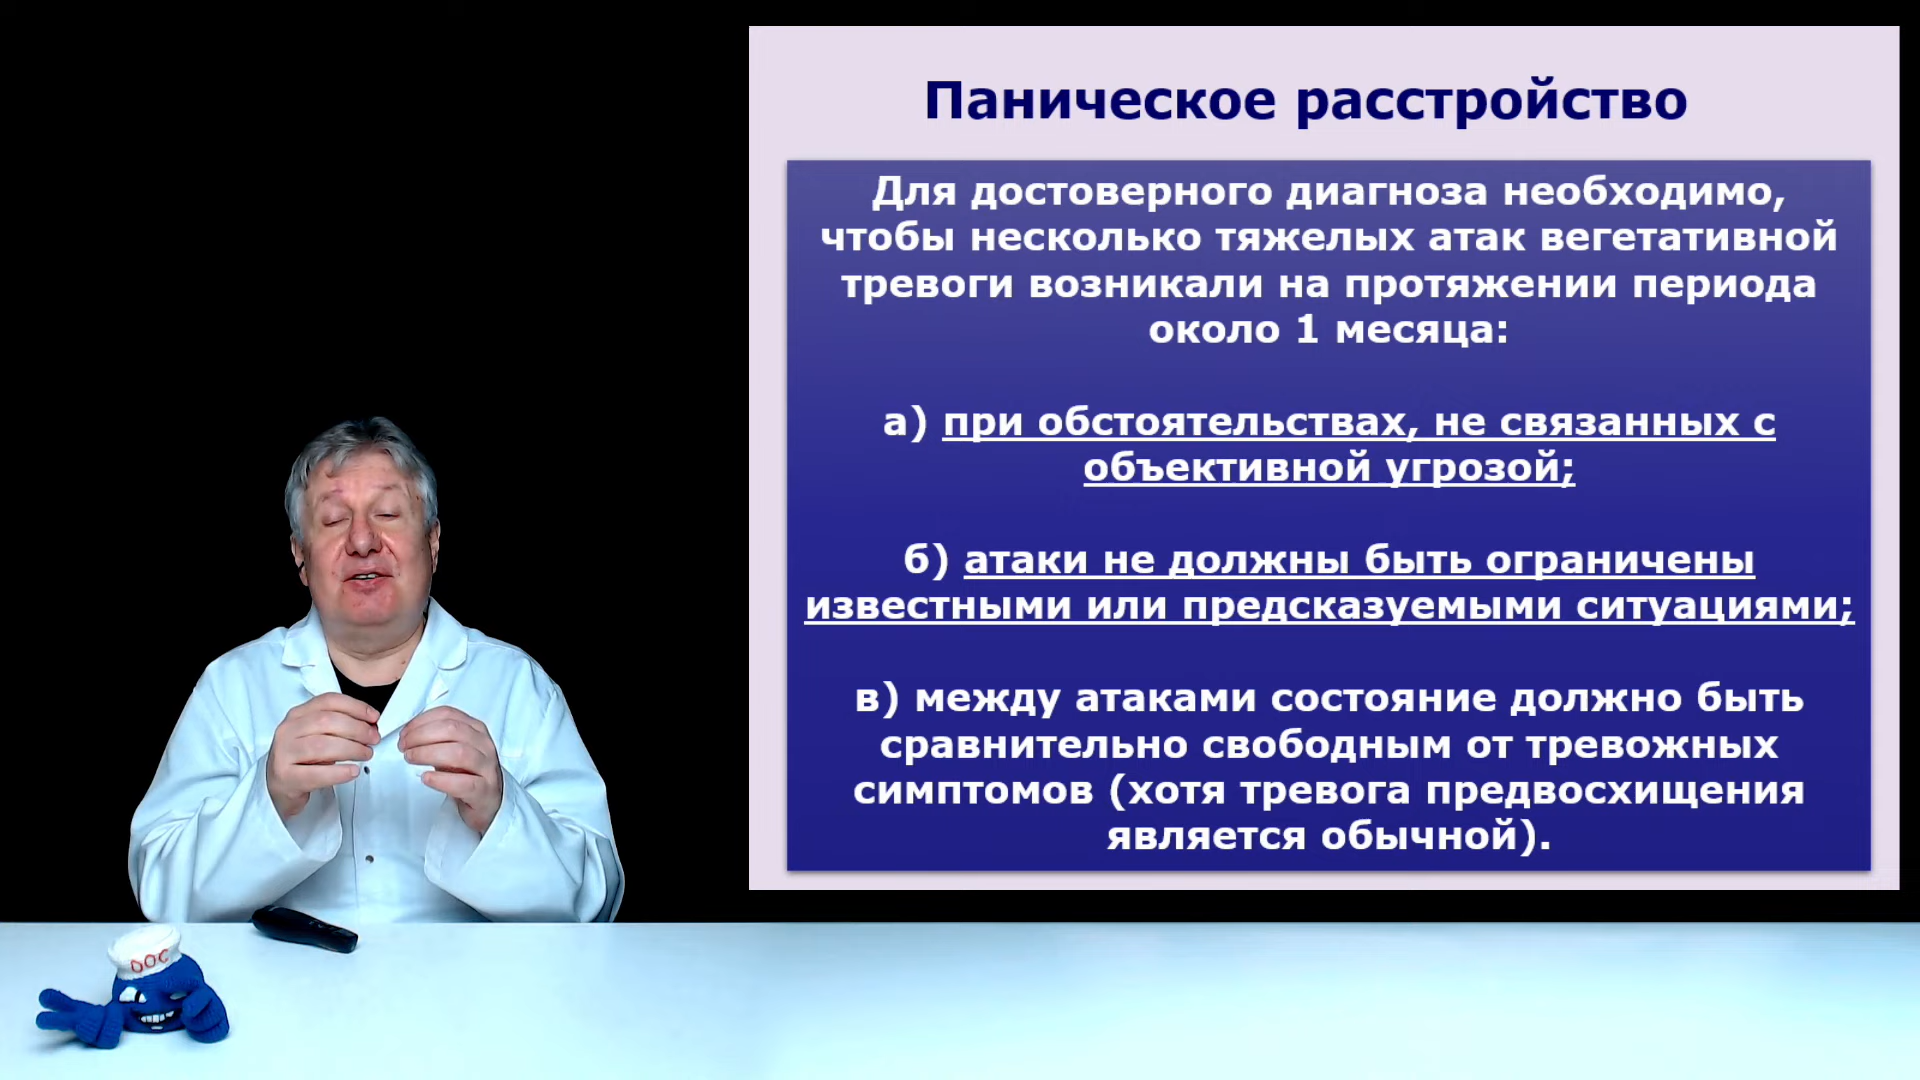 Паническое расстройство
Для достоверного диагноза необходимо,
чтобы несколько тяжелых атак вегетативной
тревоги возникали на протяжении периода
около 1 месяца:
а) при обстоятельствах, не связанных с
объективной угрозой;
б) атаки не должны быть ограничены
известными или предсказуемыми ситуациями;
в) между атаками состояние должно быть
сравнительно свободным от тревожных
симптомов (хотя тревога предвосхищения
является обычной).
DOC